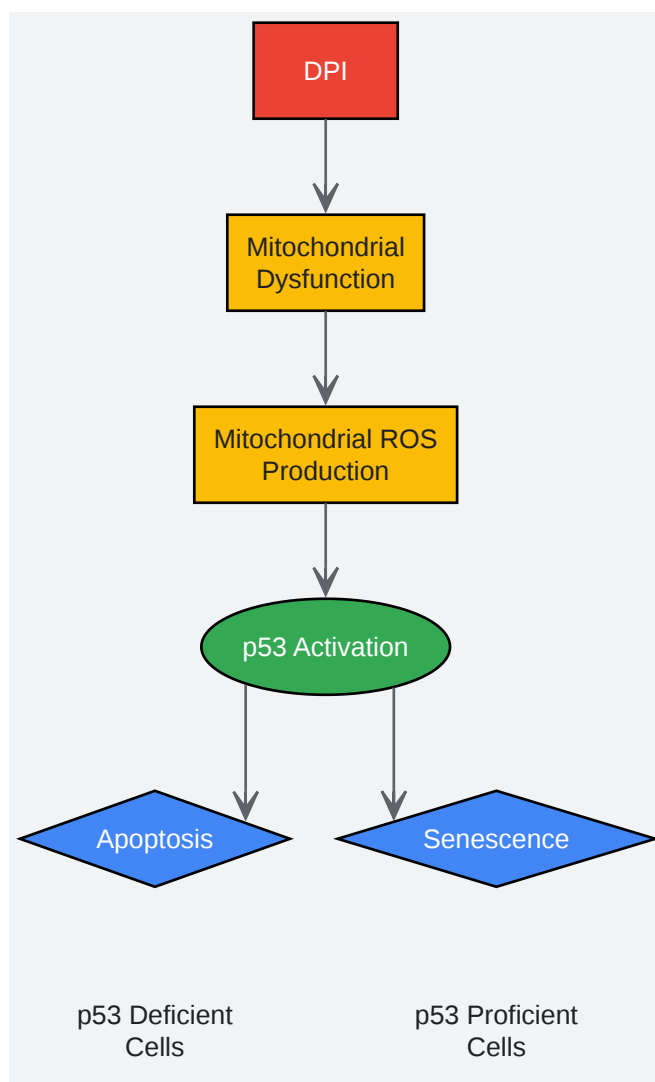 DPI
Mitochondrial
Dysfunction
Mitochondrial ROS
Production
p53 Activation
Apoptosis
Senescence
p53 Deficient
Cells
p53 Proficient
Cells